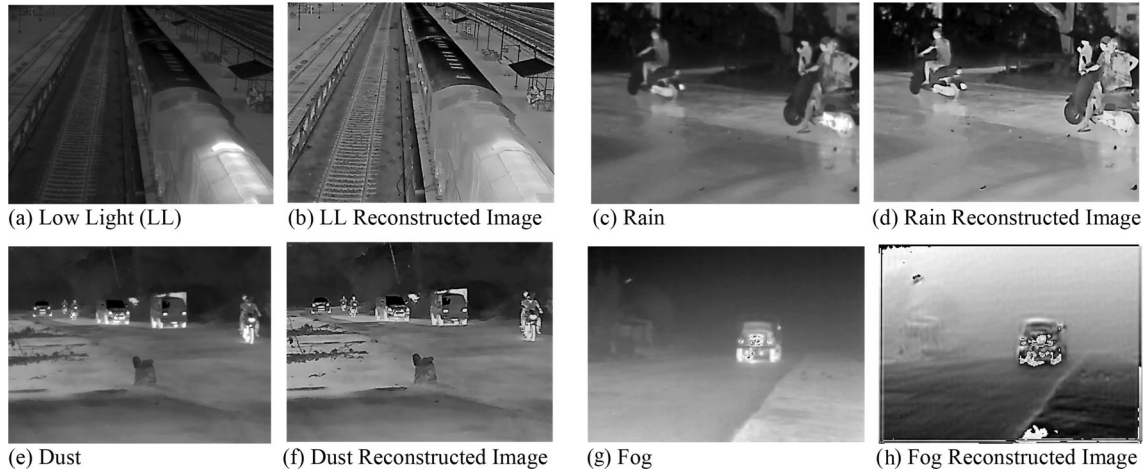 (a) Low Light (LL)
(b) LL Reconstructed Image
(c) Rain
(d) Rain Reconstructed Image
(e) Dust
(f) Dust Reconstructed Image
(g) Fog
(h) Fog Reconstructed Image